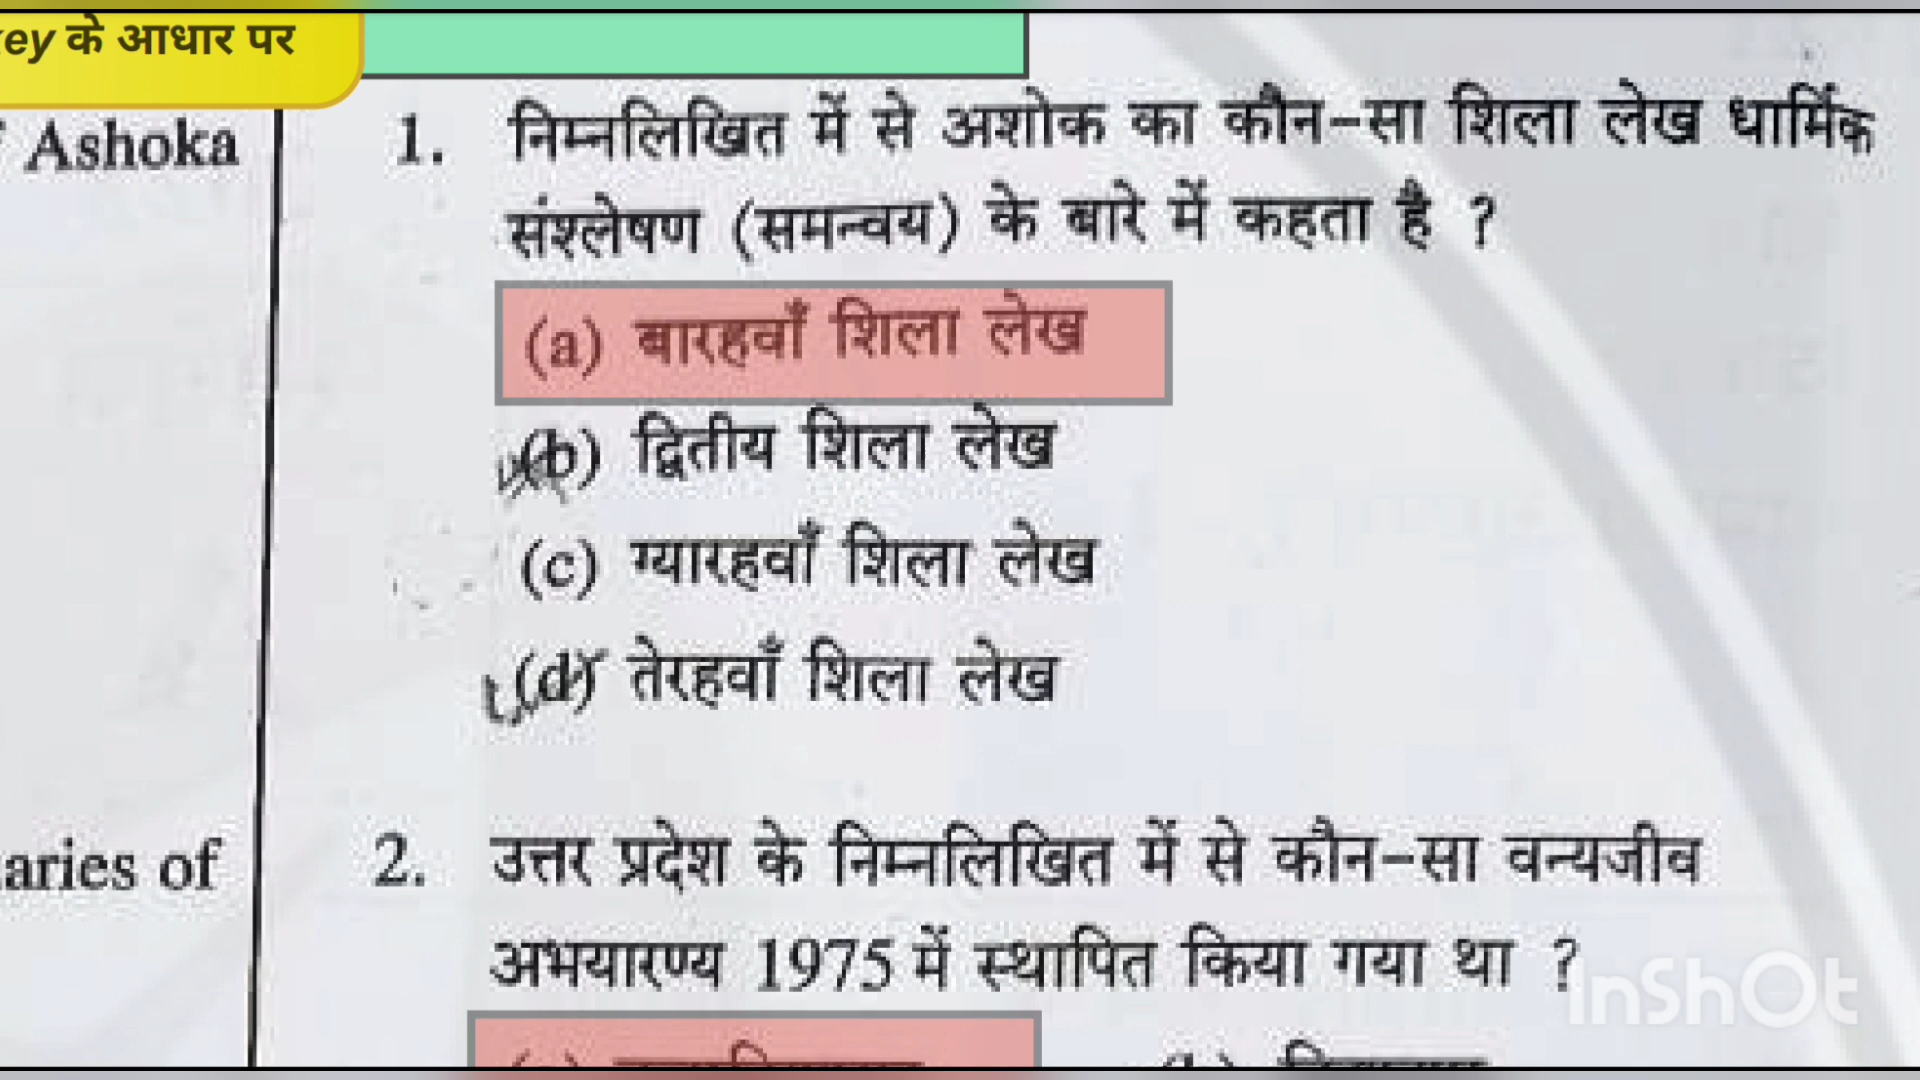 key के आधार पर
Ashoka
1. निम्नलिखित में से अशोक का कौन-सा शिला लेख धार्मिक
संश्लेषण (समन्वय) के बारे में कहता है ?
(a) बारहवाँ शिला लेख
(b) द्वितीय शिला लेख
(c) ग्यारहवाँ शिला लेख
(d) तेरहवाँ शिला लेख
aries of
2. उत्तर प्रदेश के निम्नलिखित में से कौन-सा वन्यजीव
अभयारण्य 1975 में स्थापित किया गया था ?
InShOt